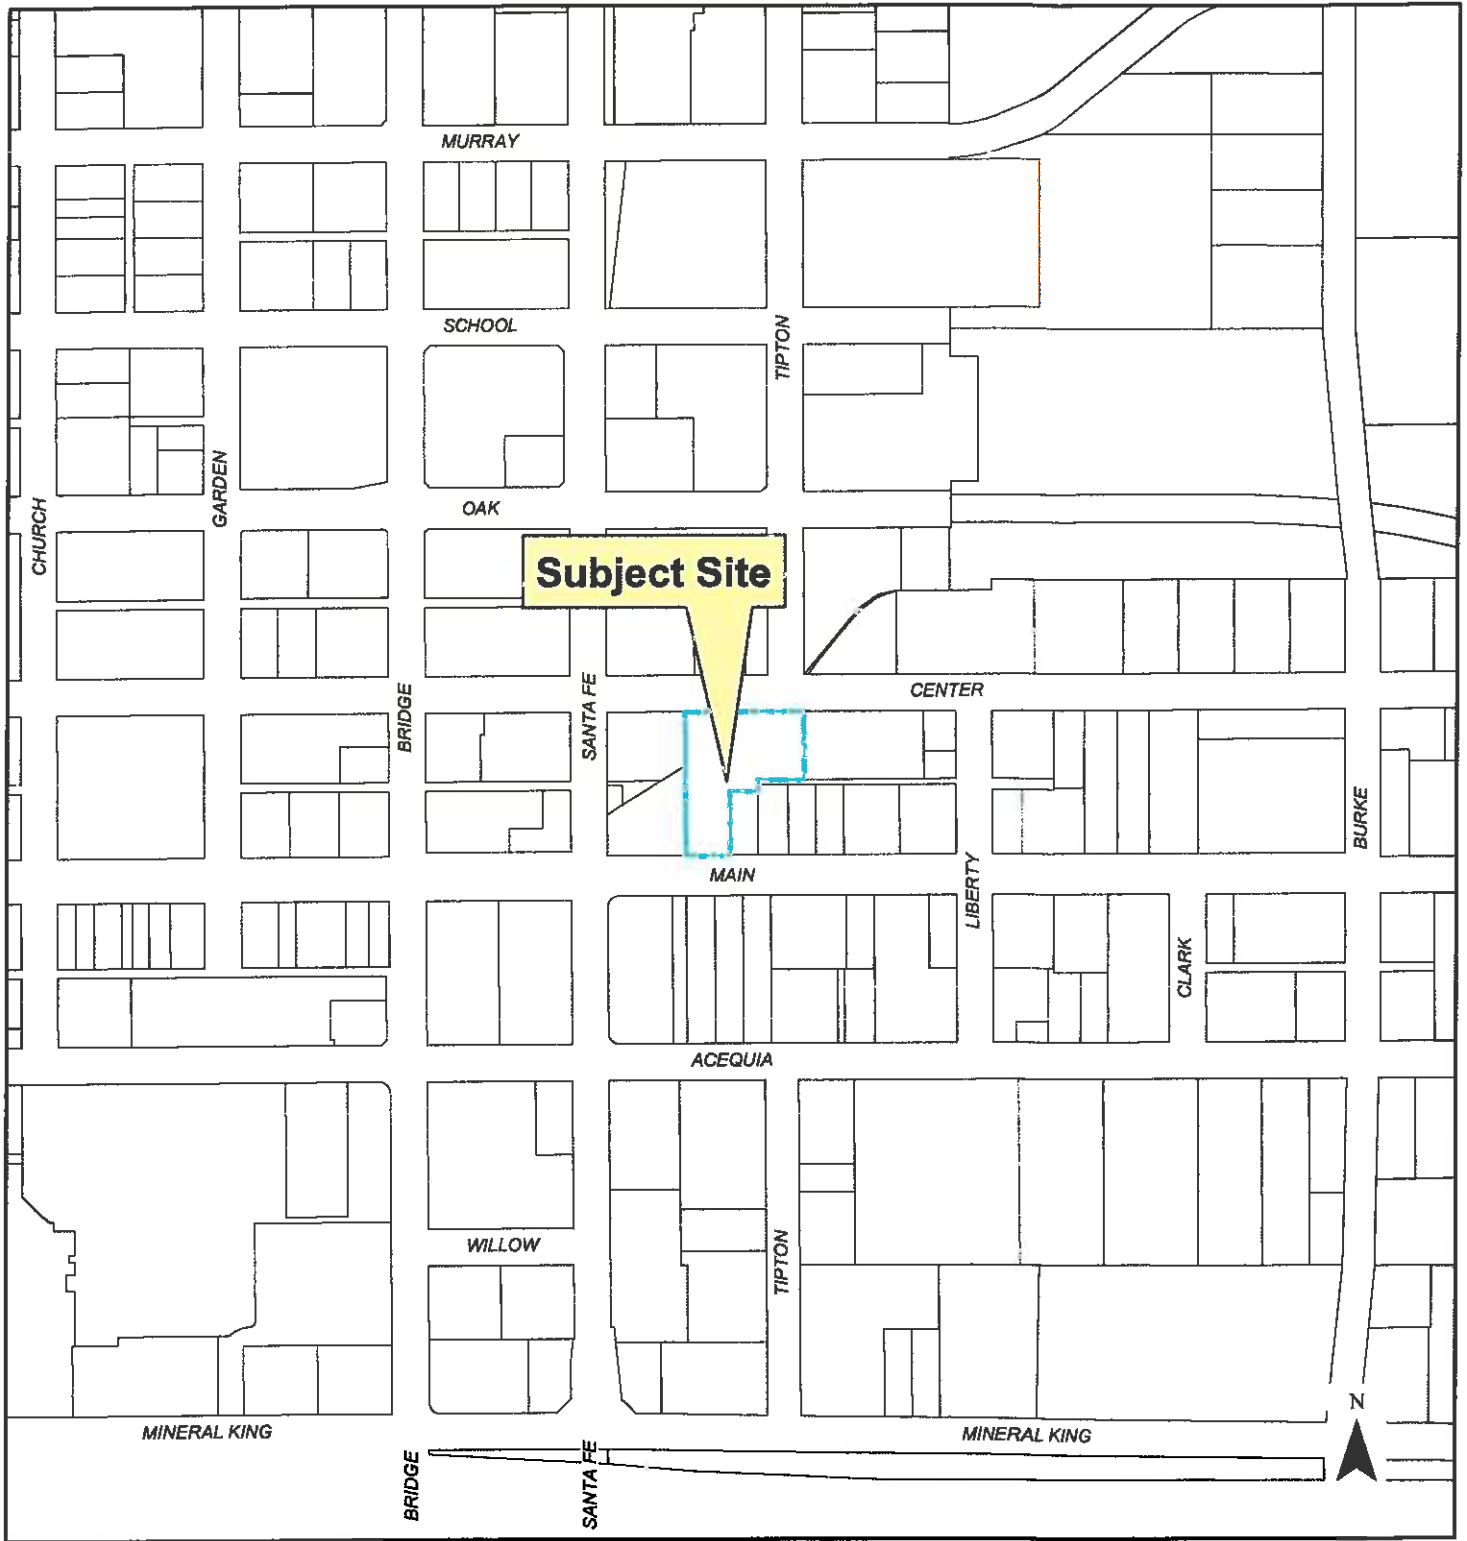 MURRAY
SCHOOL
TIPTON
GARDEN
CHURCH
OAK
Subject Site
CENTER
BRIDGE
SANTA FE
BURKE
MAIN
LIBERTY
CLARK
ACEQUIA
WILLOW
TIPTON
N
MINERAL KING
MINERAL KING
BRIDGE
SANTA FE